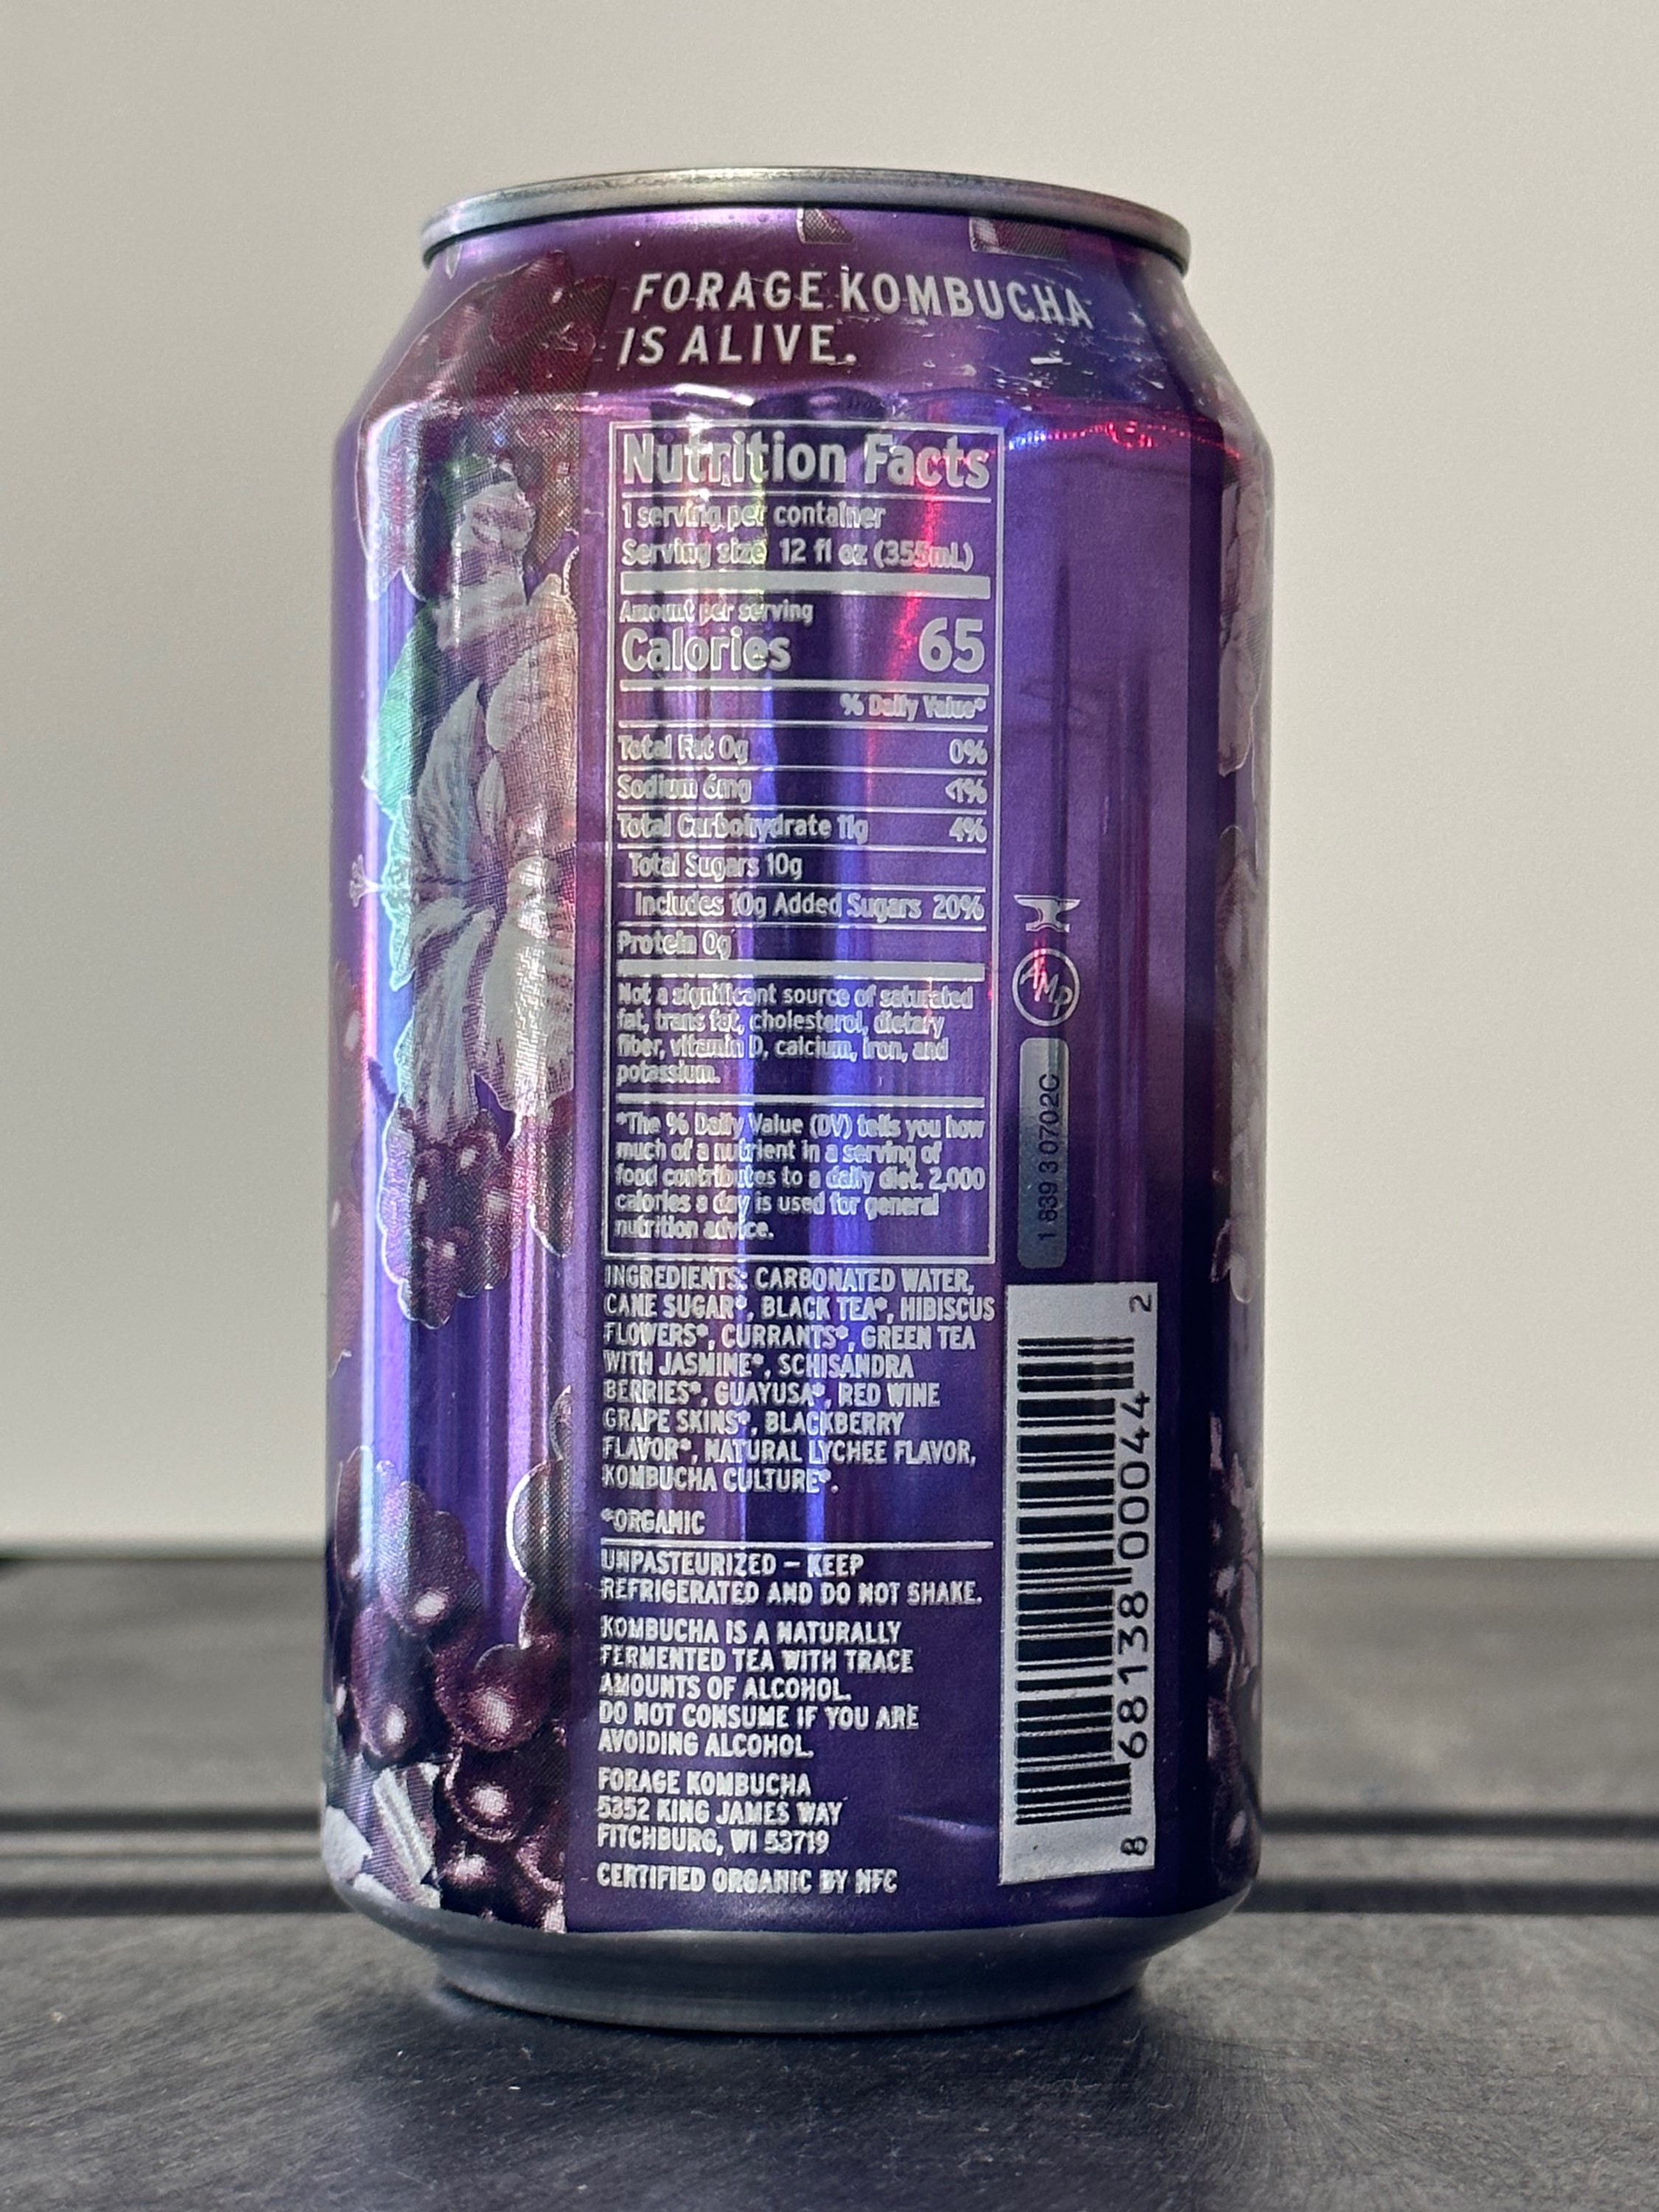 FORAGE KOMBUCHA
IS ALIVE.
Nutrition Facts
1 serving per container
Serving size 12 fl oz (355mL)
Amount per serving
Calories 65
% Daily Value*
Total Fat 0g 0%
Sodium 6mg <1%
Total Carbohydrate 11g 4%
Total Sugars 10g
Includes 10g Added Sugars 20%
Protein 0g
Not a significant source of saturated
fat, trans fat, cholesterol, dietary
fiber, vitamin D, calcium, iron, and
potassium.
*The % Daily Value (DV) tells you how
much of a nutrient in a serving of
food contributes to a daily diet. 2,000
calories a day is used for general
nutrition advice.
INGREDIENTS: CARBONATED WATER,
CANE SUGAR*, BLACK TEA*, HIBISCUS
FLOWERS*, CURRANTS*, GREEN TEA
WITH JASMINE*, SCHISANDRA
BERRIES*, GUAYUSA*, RED WINE
GRAPE SKINS*, BLACKBERRY
FLAVOR*, NATURAL LYCHEE FLAVOR,
KOMBUCHA CULTURE*.
*ORGANIC
UNPASTEURIZED – KEEP
REFRIGERATED AND DO NOT SHAKE.
KOMBUCHA IS A NATURALLY
FERMENTED TEA WITH TRACE
AMOUNTS OF ALCOHOL.
DO NOT CONSUME IF YOU ARE
AVOIDING ALCOHOL.
FORAGE KOMBUCHA
5352 KING JAMES WAY
FITCHBURG, WI 53719
CERTIFIED ORGANIC BY NFC
AMP
183930702C
8 68138 00044 2